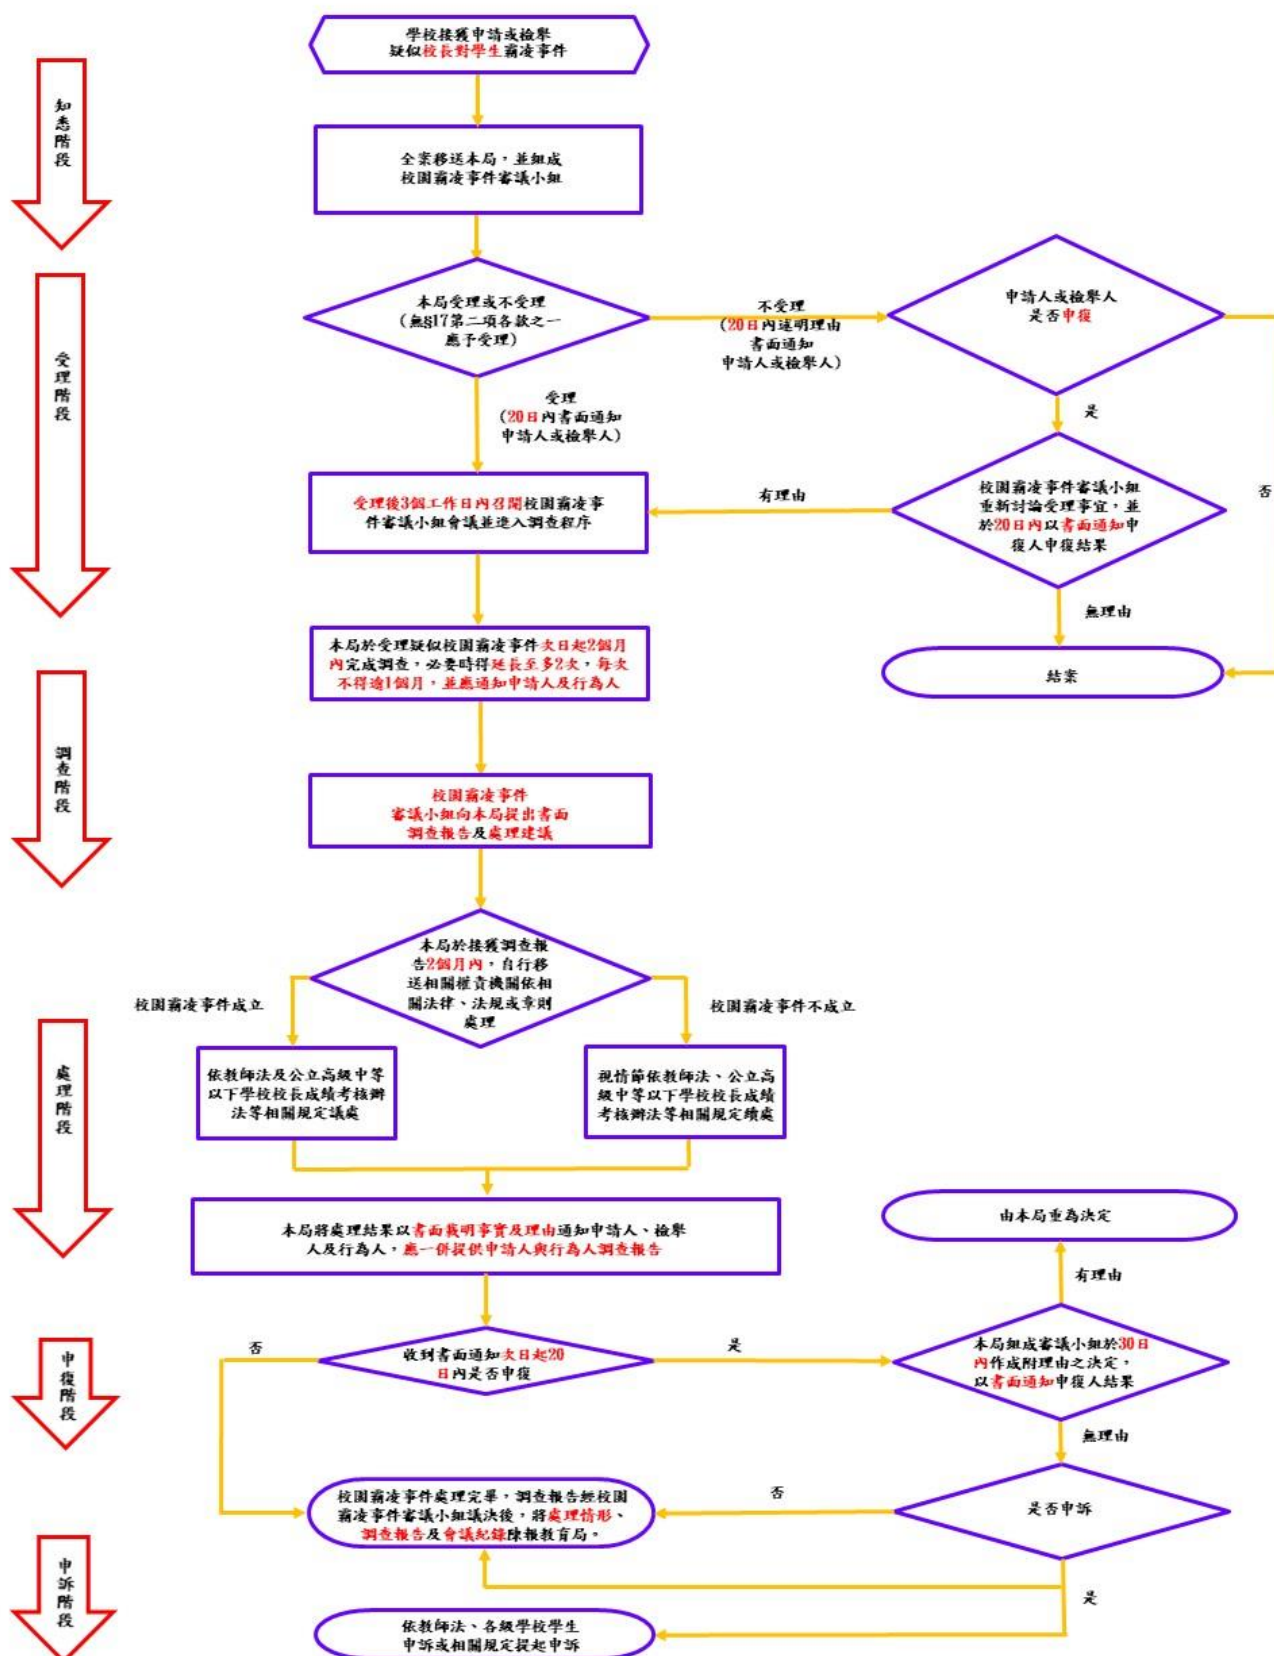 學校接獲申請或檢舉
疑似校長對學生霸凌事件
知悉階段
全案移送本局，並組成
校園霸凌事件審議小組
受理階段
本局受理或不受理
(無§17第二項各款之一
應予受理)
不受理
(20日內述明理由
書面通知
申請人或檢舉人)
申請人或檢舉人
是否申復
受理
(20日內書面通知
申請人或檢舉人)
是
否
受理後3個工作日內召開校園霸凌事
件審議小組會議並進入調查程序
有理由
校園霸凌事件審議小組
重新討論受理事宜，並
於20日內以書面通知申
復人申復結果
無理由
結案
調查階段
本局於受理疑似校園霸凌事件次日起2個月
內完成調查，必要時得延長至多2次，每次
不得逾1個月，並應通知申請人及行為人
校園霸凌事件
審議小組向本局提出書面
調查報告及處理建議
處理階段
本局於接獲調查報
告2個月內，自行移
送相關權責機關依相
關法律、法規或章則
處理
校園霸凌事件成立
校園霸凌事件不成立
依教師法及公立高級中等
以下學校校長成績考核辦
法等相關規定議處
視情節依教師法、公立高
級中等以下學校校長成績
考核辦法等相關規定續處
本局將處理結果以書面載明事實及理由通知申請人、檢舉
人及行為人，應一併提供申請人與行為人調查報告
由本局重為決定
有理由
申復階段
否
收到書面通知次日起20
日內是否申復
是
本局組成審議小組於30日
內作成附理由之決定，
以書面通知申復人結果
無理由
校園霸凌事件處理完畢，調查報告經校園
霸凌事件審議小組議決後，將處理情形、
調查報告及會議紀錄陳報教育局。
否
是否申訴
是
申訴階段
依教師法、各級學校學生
申訴或相關規定提起申訴